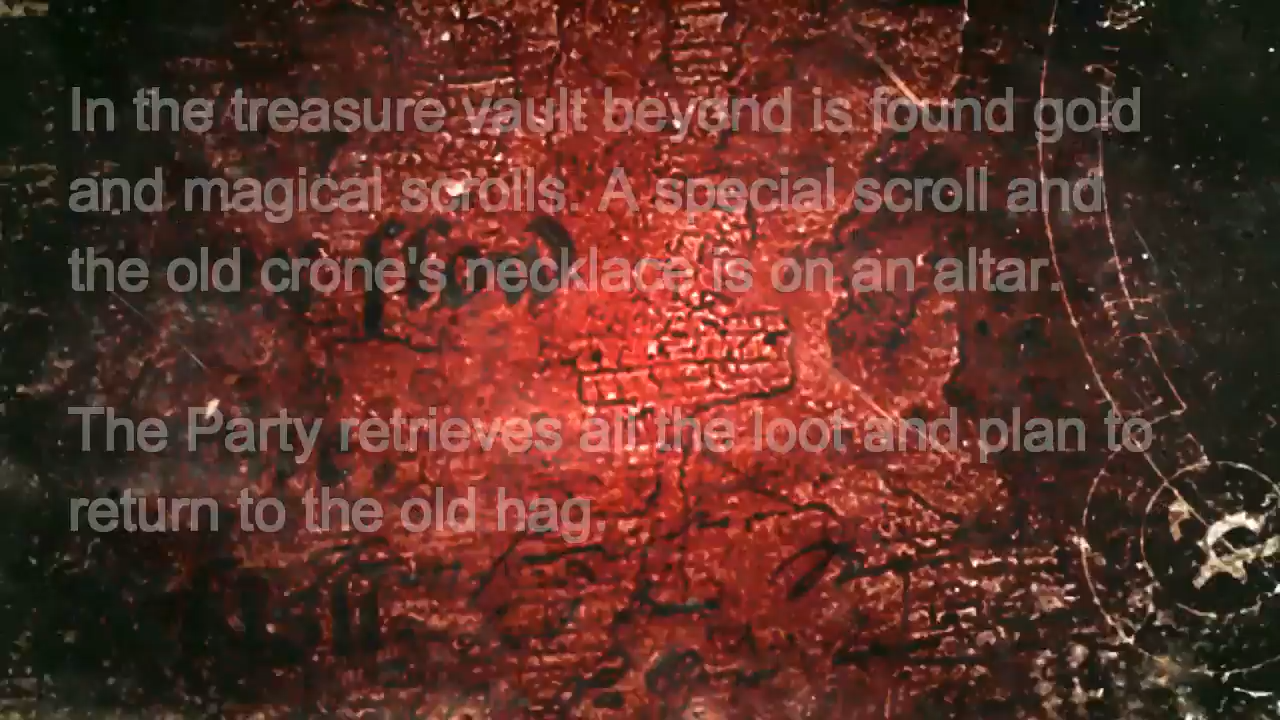 In the treasure vault beyond is found gold
and magical scrolls. A special scroll and
the old crone's necklace is on an altar.
The Party retrieves all the loot and plan to
return to the old hag.